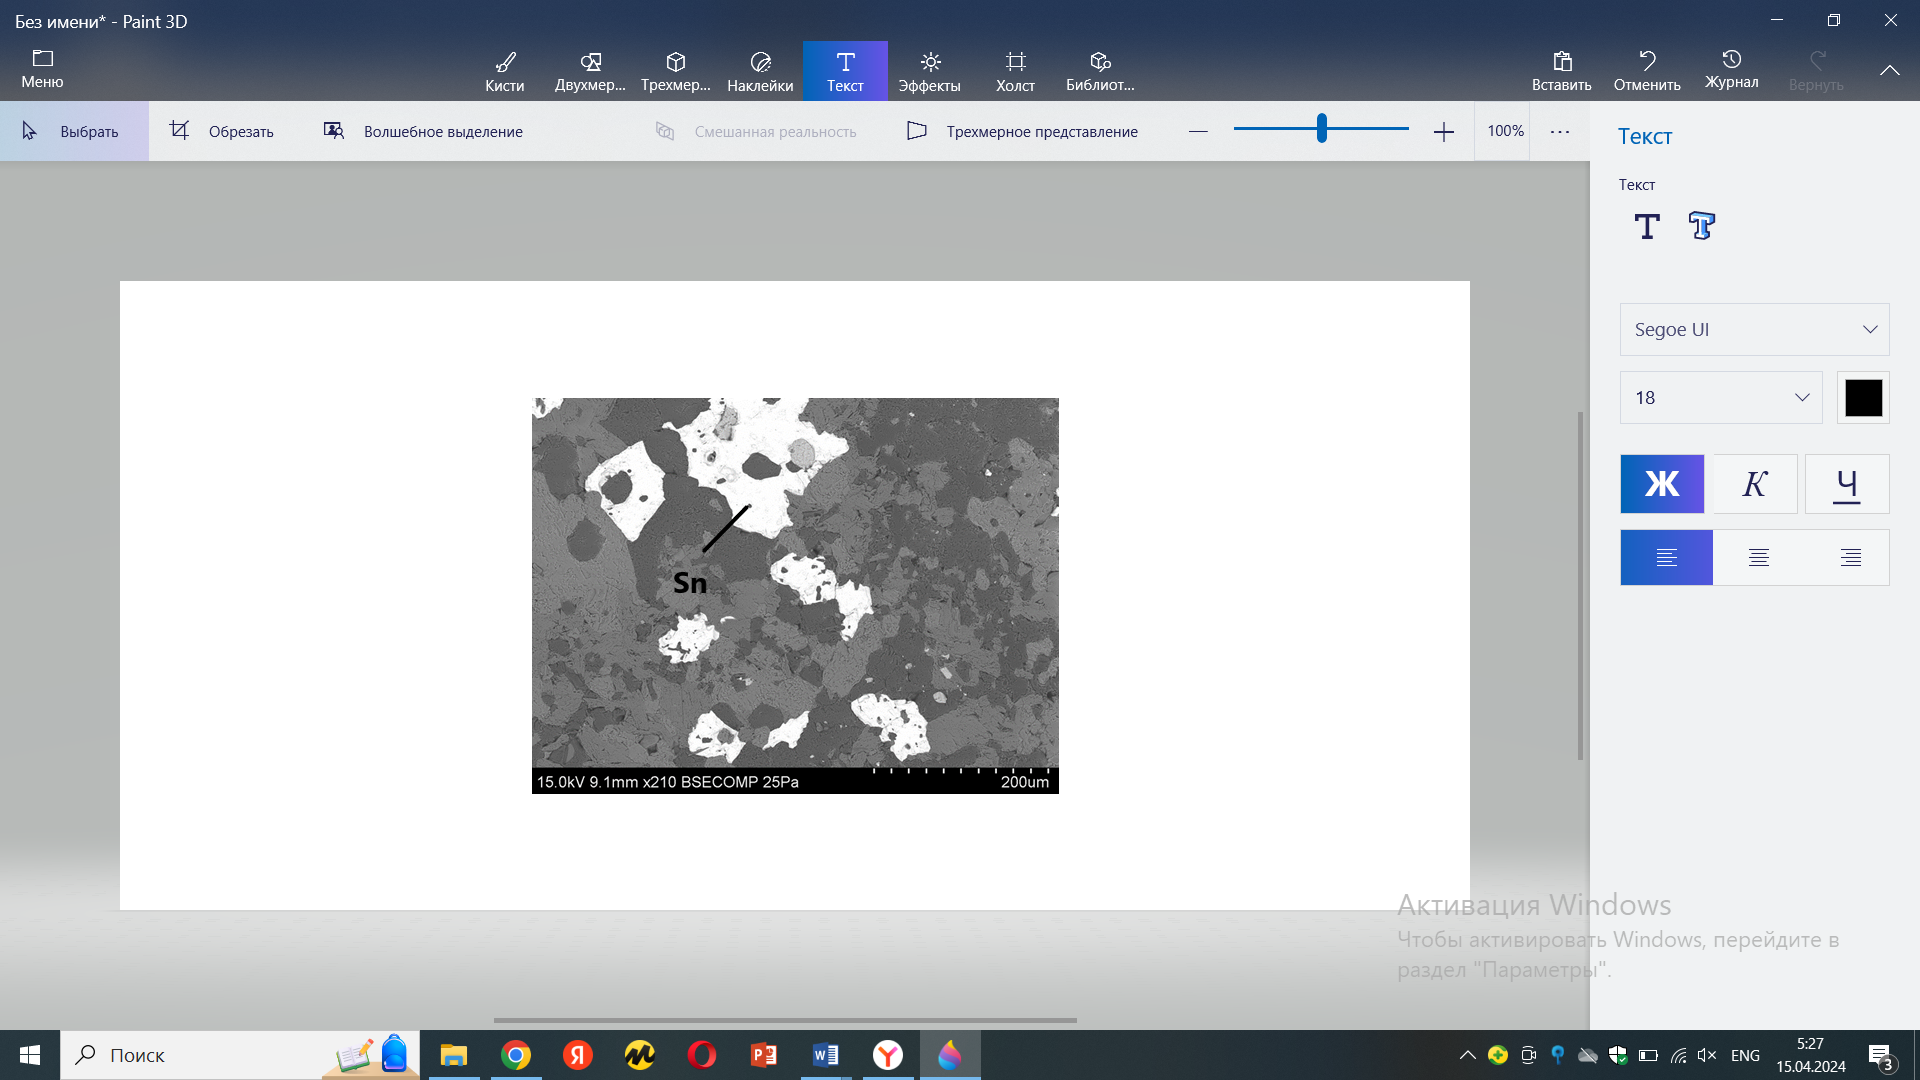 Без имени* - Paint 3D
Меню
Кисти
Двухмер...
Трехмер...
Наклейки
Текст
Эффекты
Холст
Библиот...
Вставить
Отменить
Журнал
Вернуть
Выбрать
Обрезать
Волшебное выделение
Смешанная реальность
Трехмерное представление
100%
Текст
Текст
Segoe UI
18
Ж
К
Ч
Sn
15.0kV 9.1mm x210 BSECOMP 25Pa
200um
Активация Windows
Чтобы активировать Windows, перейдите в
раздел "Параметры".
Поиск
ENG
5:27
15.04.2024
3